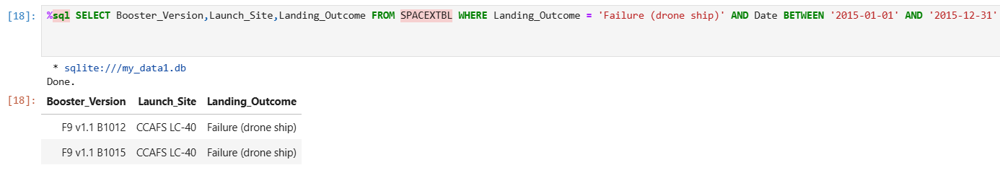 [18]: %sql SELECT Booster_Version,Launch_Site,Landing_Outcome FROM SPACEXTBL WHERE Landing_Outcome = 'Failure (drone ship)' AND Date BETWEEN '2015-01-01' AND '2015-12-31'
* sqlite:///my_data1.db
Done.
[18]: Booster_Version Launch_Site Landing_Outcome
F9 v1.1 B1012 CCAFS LC-40 Failure (drone ship)
F9 v1.1 B1015 CCAFS LC-40 Failure (drone ship)